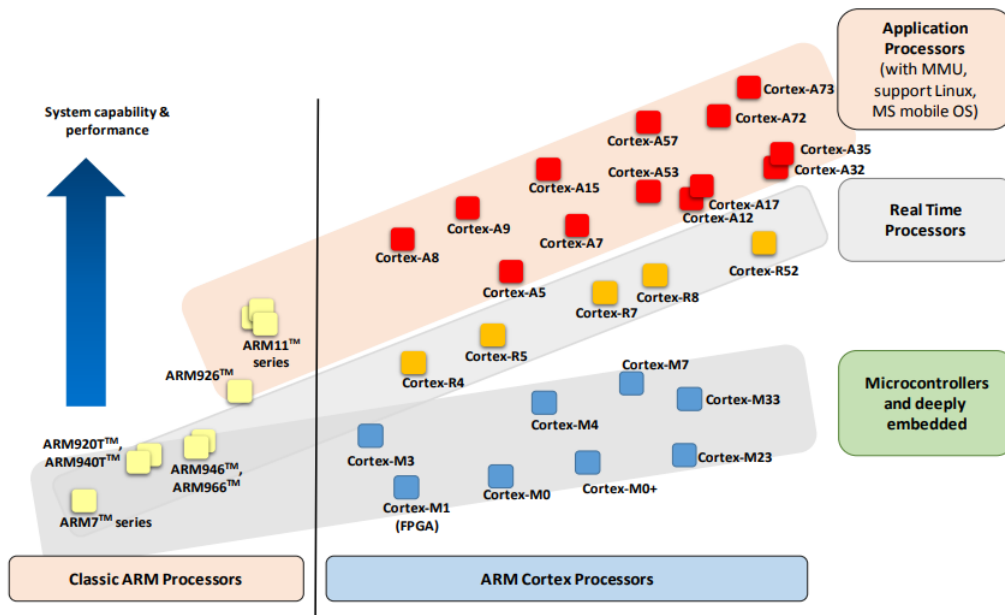 Application
Processors
(with MMU,
support Linux,
MS mobile OS)
System capability &
performance
Cortex-A73
Cortex-A72
Cortex-A57
Cortex-A35
Cortex-A32
Cortex-A53
Cortex-A15
Cortex-A17
Cortex-A12
Cortex-A9
Cortex-A7
Cortex-A8
Cortex-A5
Real Time
Processors
Cortex-R52
Cortex-R8
Cortex-R7
Cortex-R5
Cortex-R4
ARM11™
series
ARM926™
Microcontrollers
and deeply
embedded
Cortex-M7
Cortex-M33
Cortex-M4
Cortex-M3
Cortex-M23
Cortex-M0+
Cortex-M0
Cortex-M1
(FPGA)
ARM920T™,
ARM940T™
ARM946™,
ARM966™
ARM7™ series
Classic ARM Processors
ARM Cortex Processors